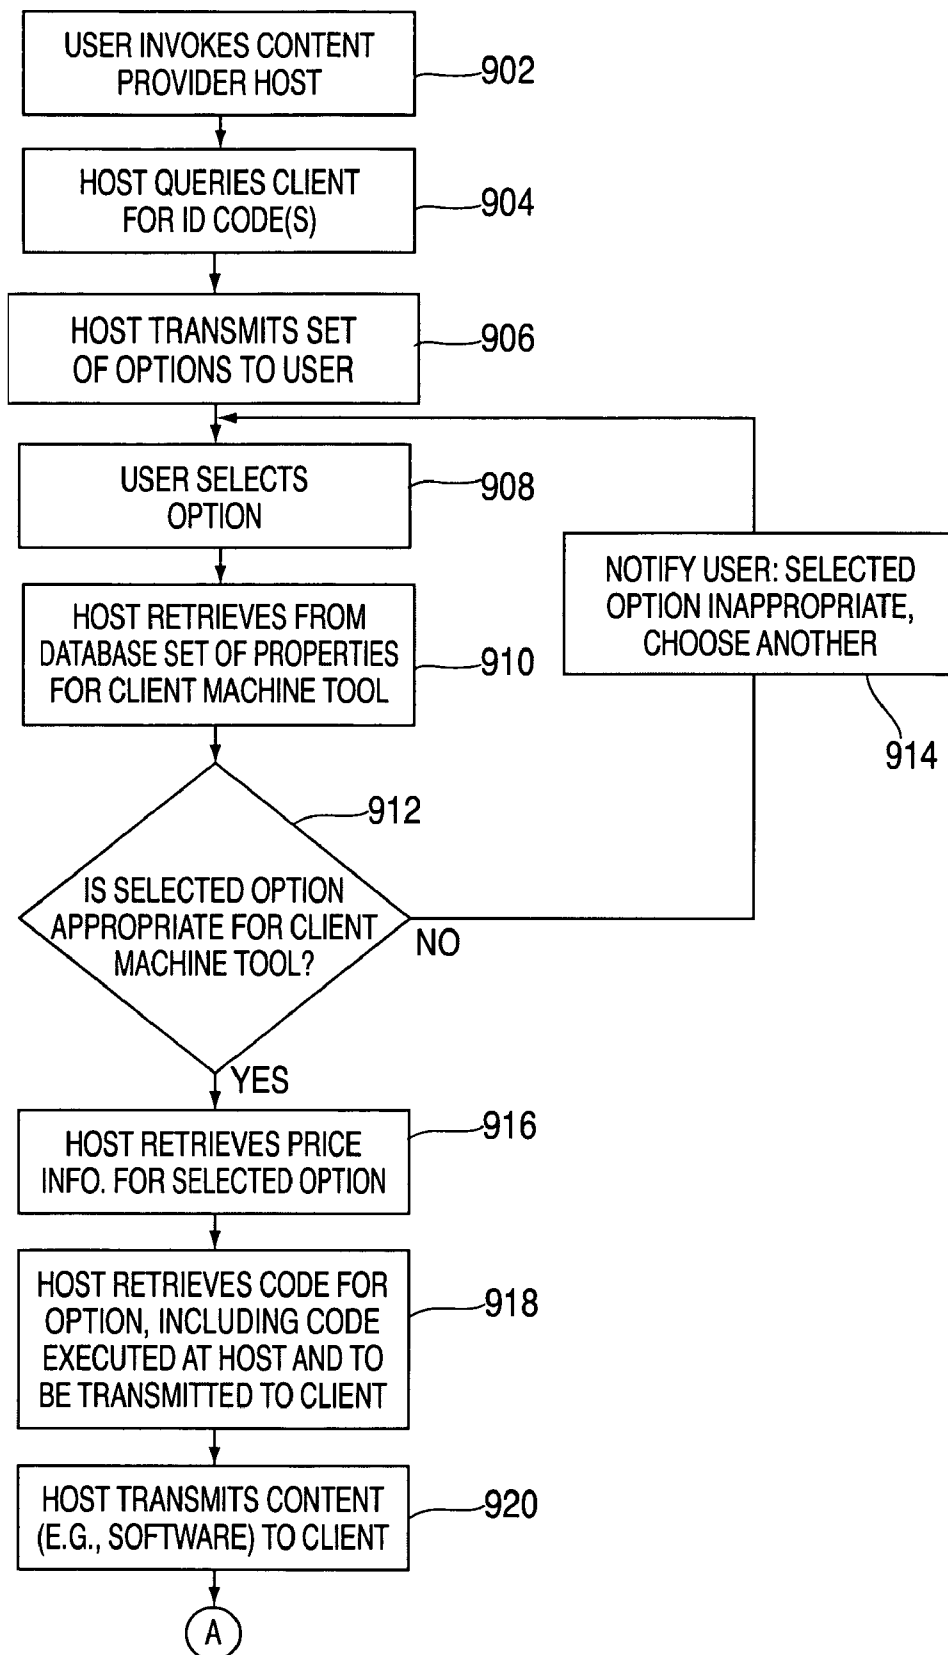 USER INVOKES CONTENT
PROVIDER HOST
902
HOST QUERIES CLIENT
FOR ID CODE(S)
904
HOST TRANSMITS SET
OF OPTIONS TO USER
906
USER SELECTS
OPTION
908
HOST RETRIEVES FROM
DATABASE SET OF PROPERTIES
FOR CLIENT MACHINE TOOL
910
NOTIFY USER: SELECTED
OPTION INAPPROPRIATE,
CHOOSE ANOTHER
914
912
IS SELECTED OPTION
APPROPRIATE FOR CLIENT
MACHINE TOOL?
NO
YES
HOST RETRIEVES PRICE
INFO. FOR SELECTED OPTION
916
HOST RETRIEVES CODE FOR
OPTION, INCLUDING CODE
EXECUTED AT HOST AND TO
BE TRANSMITTED TO CLIENT
918
HOST TRANSMITS CONTENT
(E.G., SOFTWARE) TO CLIENT
920
A